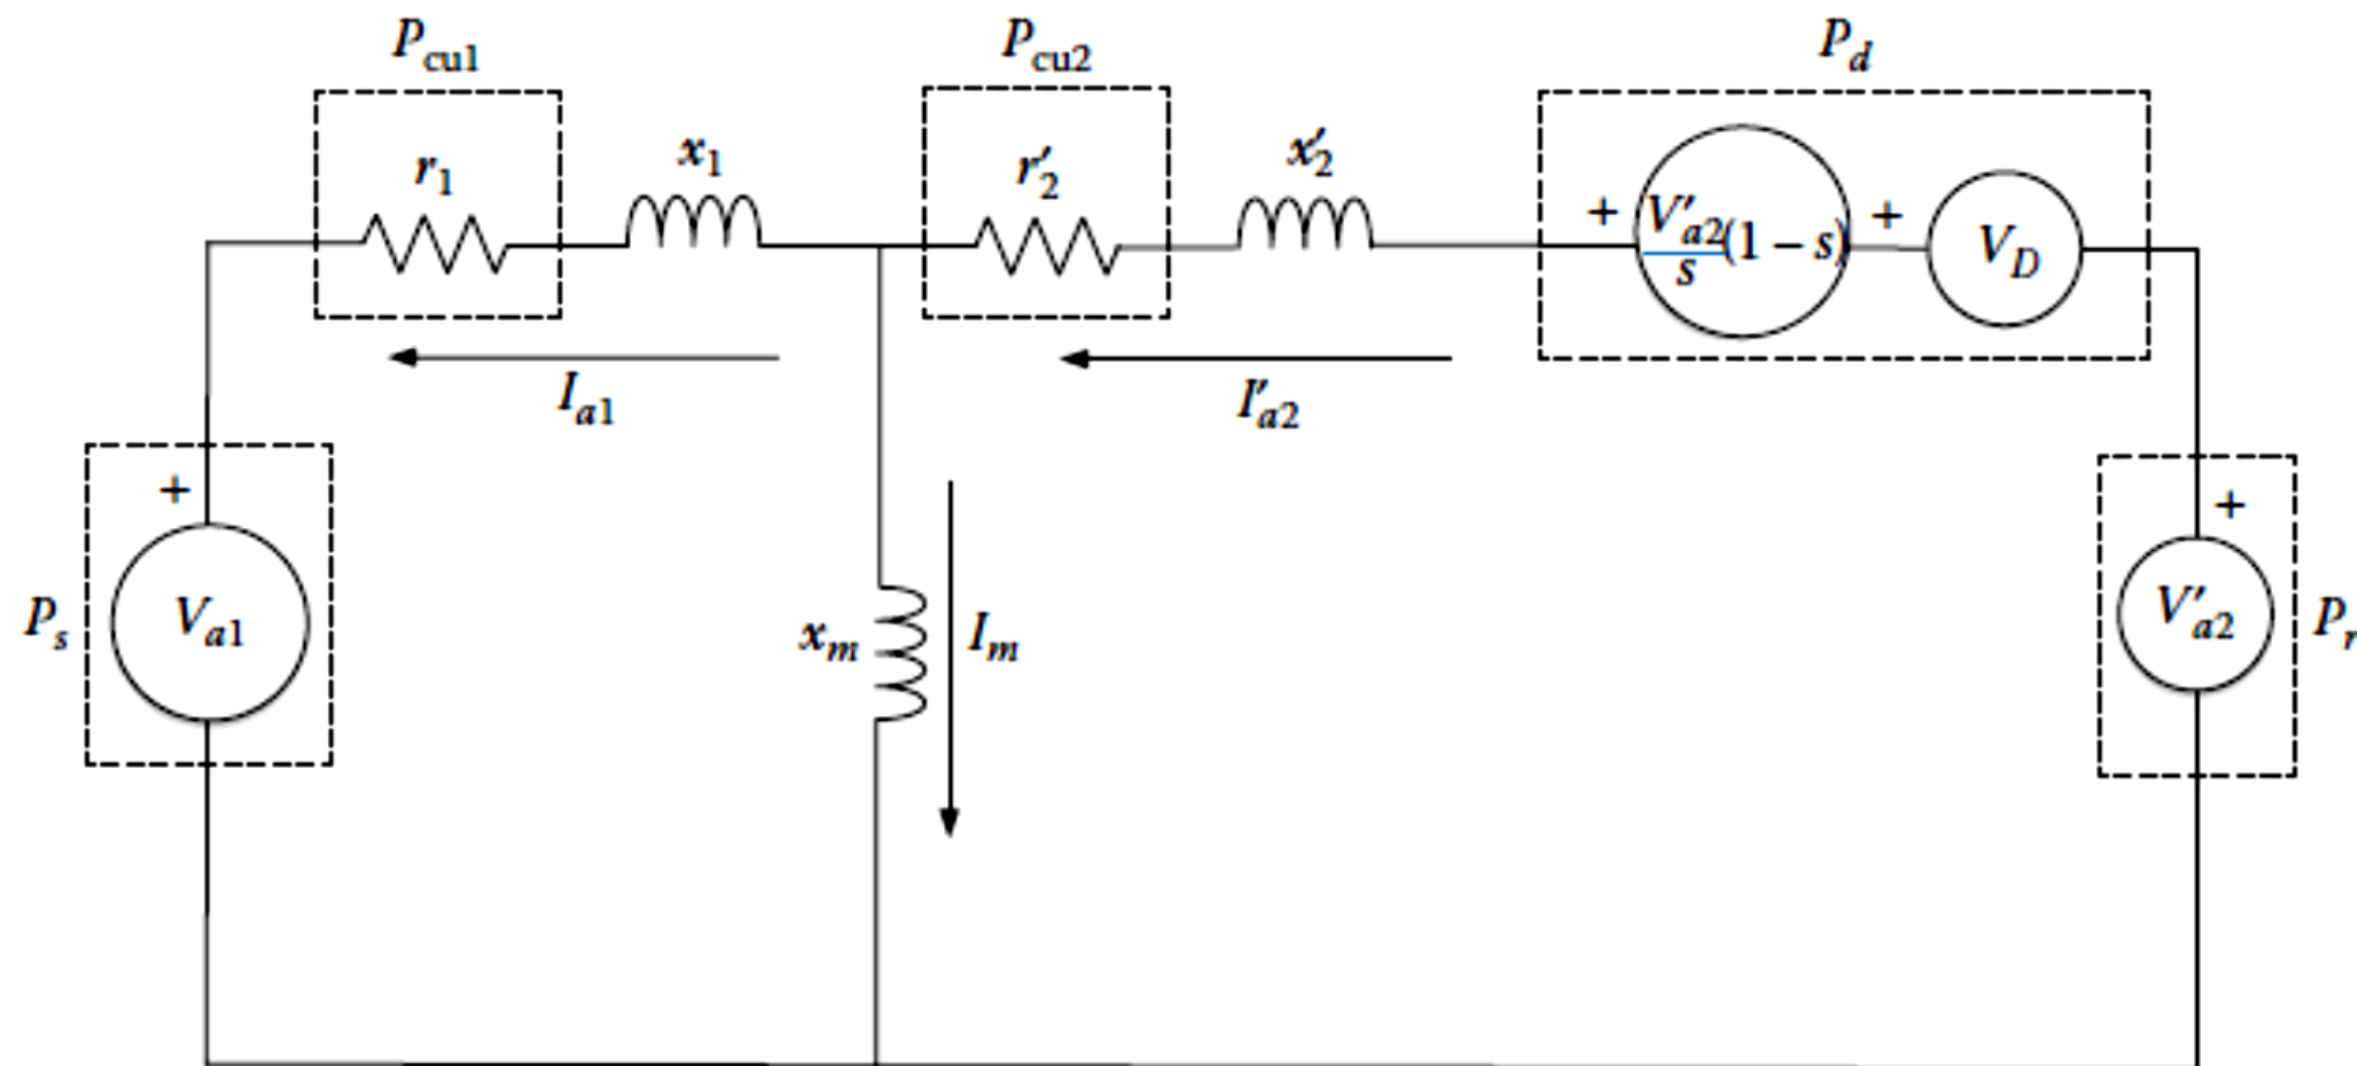 P_cu1
P_cu2
P_d
r_1
x_1
r′_2
x′_2
+
V′_a2/s (1 − s)
+
V_D
I_a1
I′_a2
+
V_a1
P_s
x_m
I_m
+
V′_a2
P_r